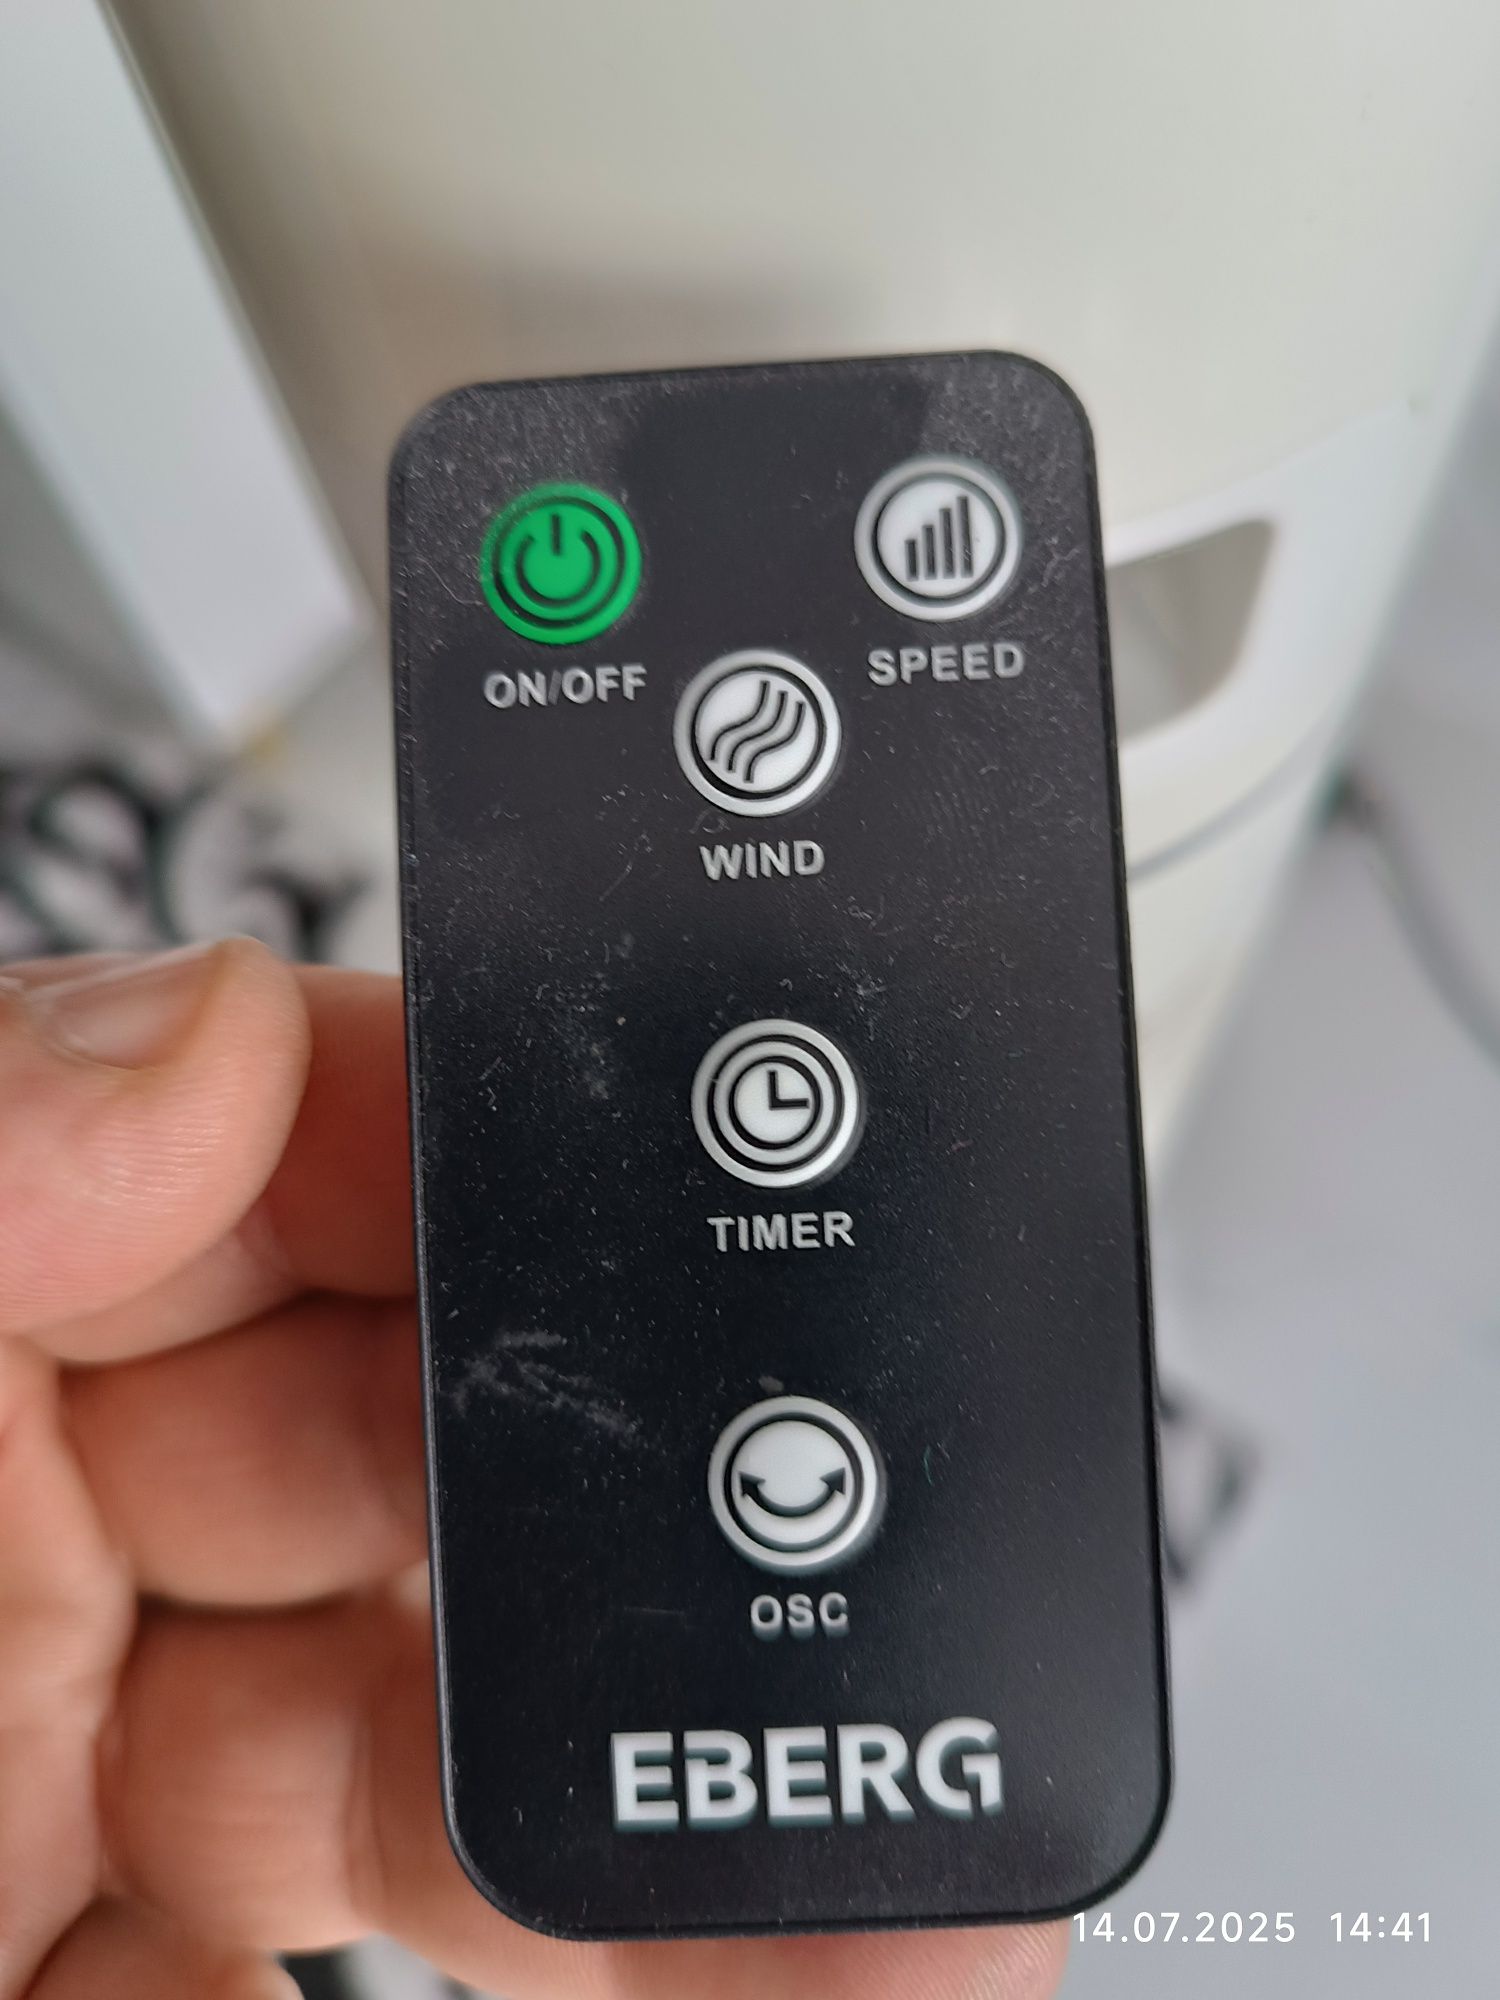 ON/OFF
SPEED
WIND
TIMER
OSC
EBERG
14.07.2025 14:41